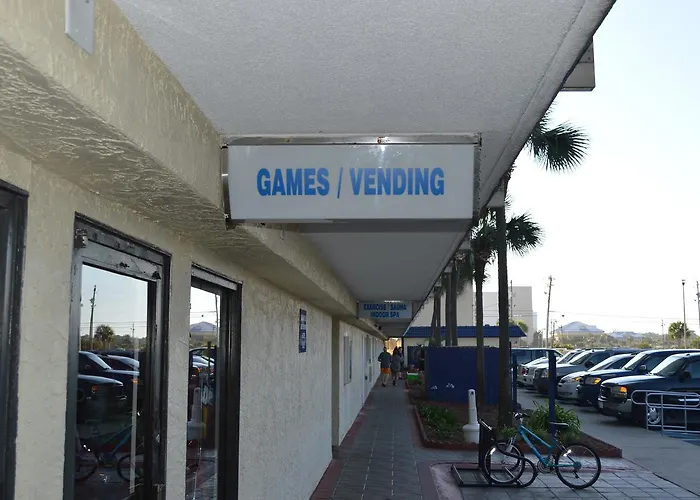 GAMES / VENDING
EXERCISE / SAUNA
INDOOR SPA